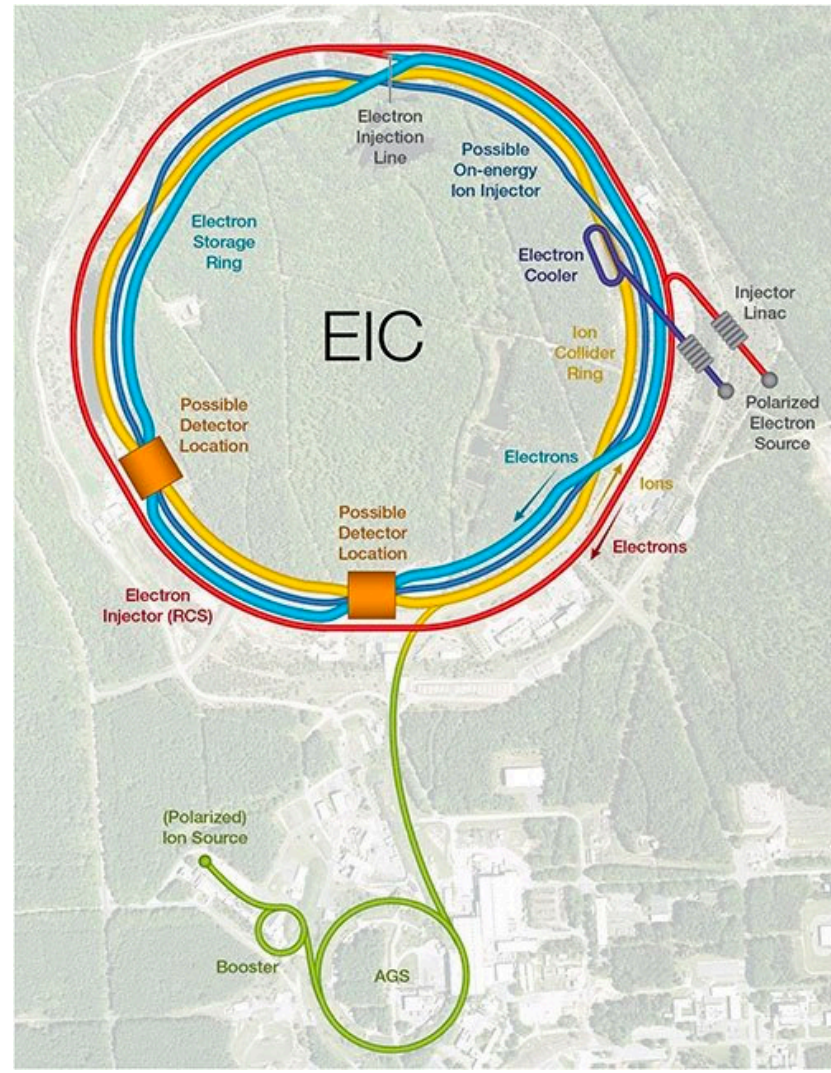 Electron
Injection
Line
Possible
On-energy
Ion Injector
Electron
Storage
Ring
Electron
Cooler
Injector
Linac
EIC
Ion
Collider
Ring
Polarized
Electron
Source
Possible
Detector
Location
Electrons
Ions
Possible
Detector
Location
Electrons
Electron
Injector (RCS)
(Polarized)
Ion Source
Booster
AGS